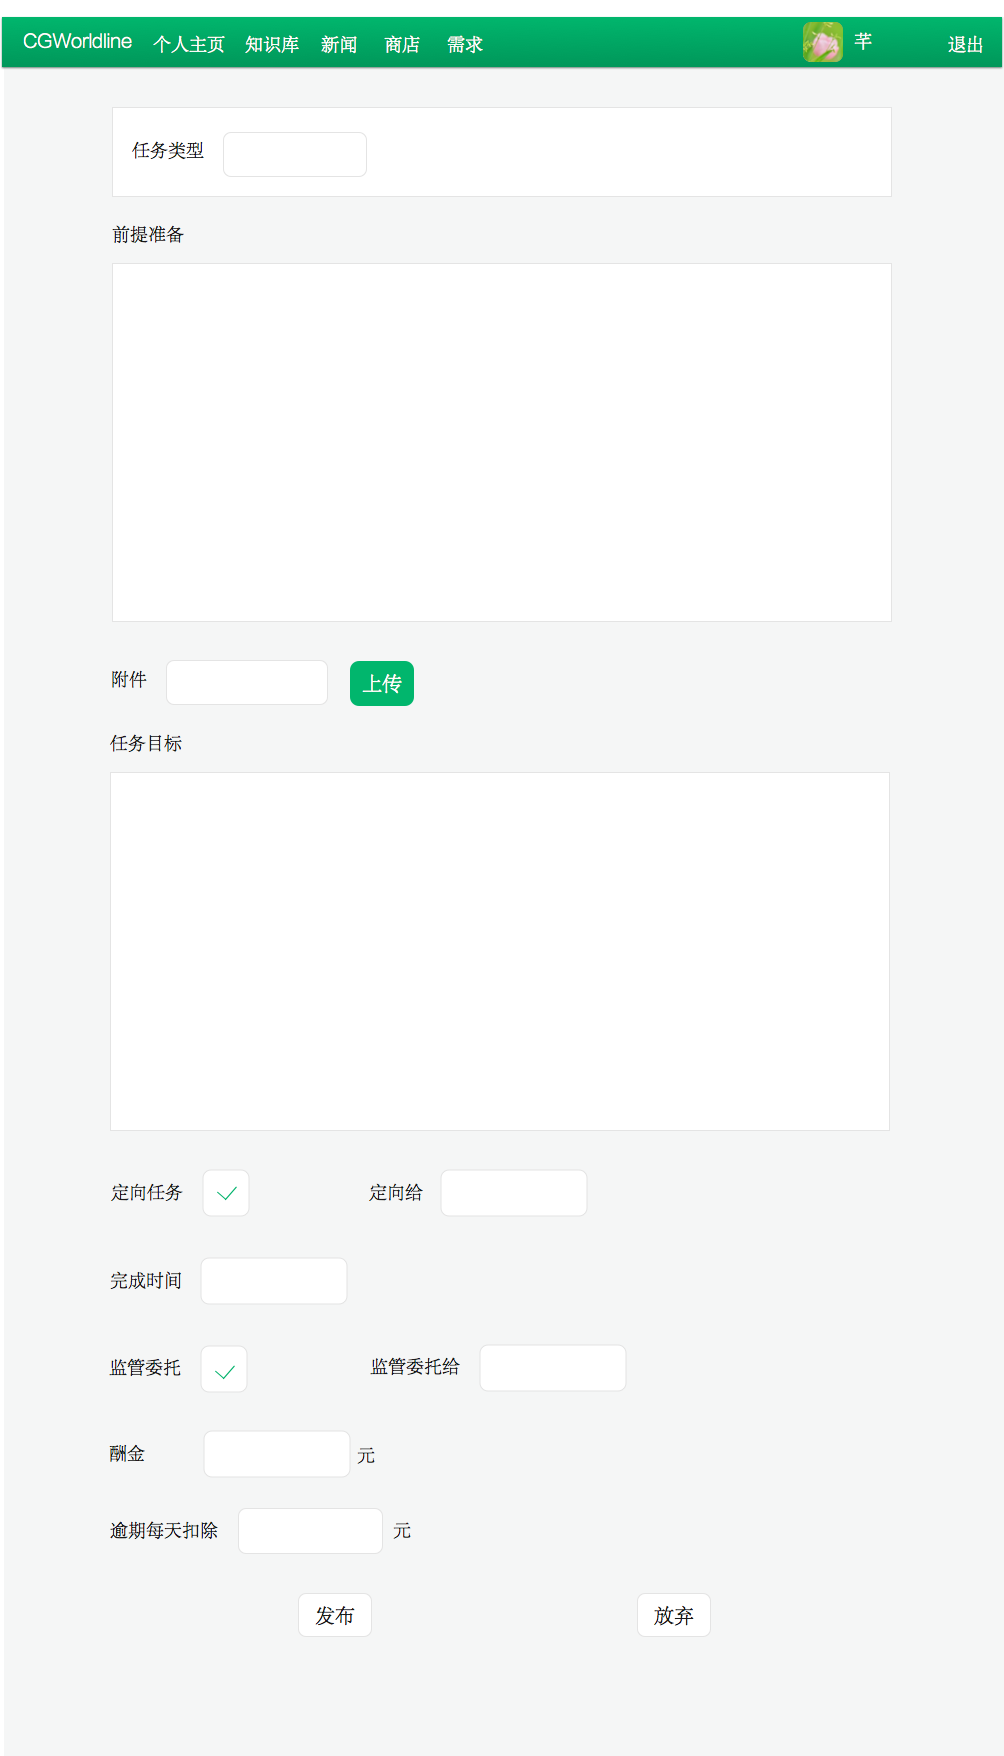 CGWorldline 个人主页 知识库 新闻 商店 需求 芊 退出
任务类型
前提准备
附件 上传
任务目标
定向任务 定向给
完成时间
监管委托 监管委托给
酬金 元
逾期每天扣除 元
发布 放弃